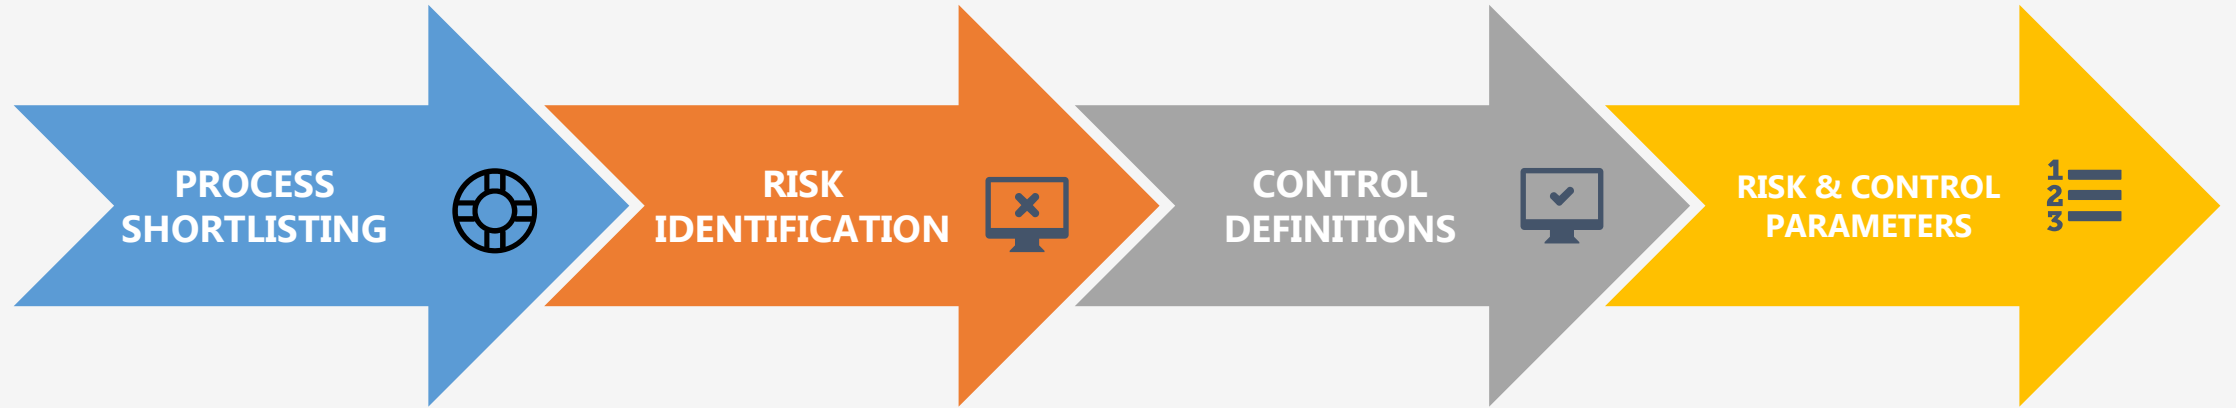 PROCESS
SHORTLISTING
RISK
IDENTIFICATION
CONTROL
DEFINITIONS
RISK & CONTROL
PARAMETERS
1
2
3